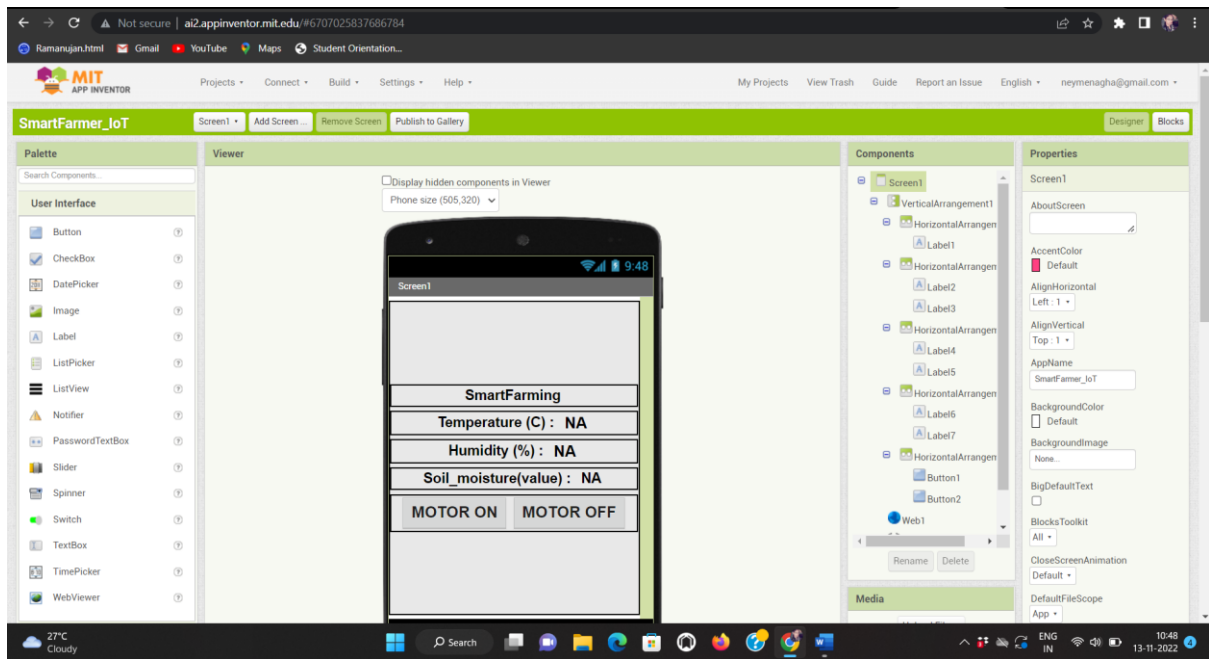 Not secure | ai2.appinventor.mit.edu/#6707025837686784
Ramanujan.html Gmail YouTube Maps Student Orientation...
MIT
APP INVENTOR
Projects Connect Build Settings Help My Projects View Trash Guide Report an Issue English neymenagha@gmail.com
SmartFarmer_IoT Screen1 Add Screen ... Remove Screen Publish to Gallery Designer Blocks
Palette
Search Components...
User Interface
Button
CheckBox
DatePicker
Image
Label
ListPicker
ListView
Notifier
PasswordTextBox
Slider
Spinner
Switch
TextBox
TimePicker
WebViewer
Viewer
Display hidden components in Viewer
Phone size (505,320)
9:48
Screen1
SmartFarming
Temperature (C) : NA
Humidity (%) : NA
Soil_moisture(value) : NA
MOTOR ON MOTOR OFF
Components
Screen1
VerticalArrangement1
HorizontalArrangen
Label1
HorizontalArrangen
Label2
Label3
HorizontalArrangen
Label4
Label5
HorizontalArrangen
Label6
Label7
HorizontalArrangen
Button1
Button2
Web1
Rename Delete
Media
Properties
Screen1
AboutScreen
AccentColor
Default
AlignHorizontal
Left : 1
AlignVertical
Top : 1
AppName
SmartFarmer_IoT
BackgroundColor
Default
BackgroundImage
None...
BigDefaultText
BlocksToolkit
All
CloseScreenAnimation
Default
DefaultFileScope
App
27°C
Cloudy
Search
ENG
IN
10:48
13-11-2022
4